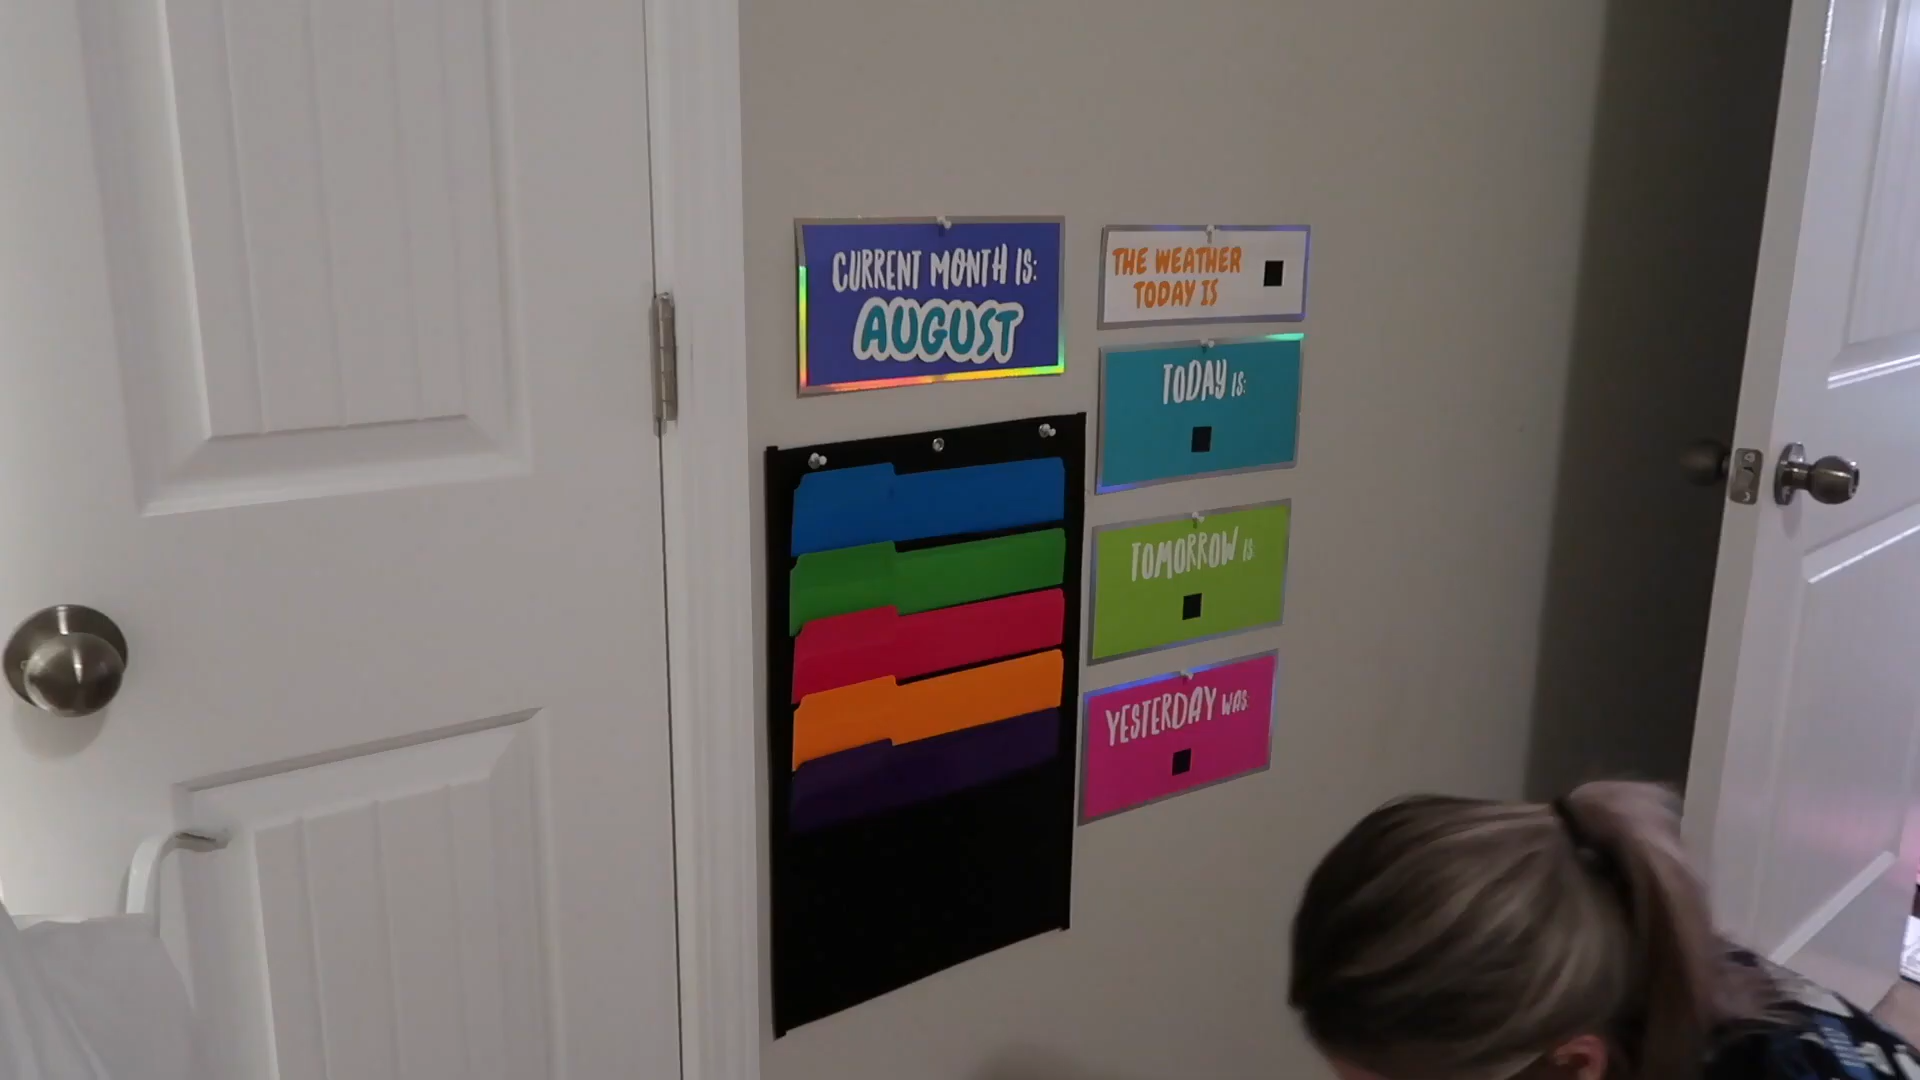 CURRENT MONTH IS:
AUGUST
THE WEATHER
TODAY IS
TODAY IS:
TOMORROW IS:
YESTERDAY WAS: